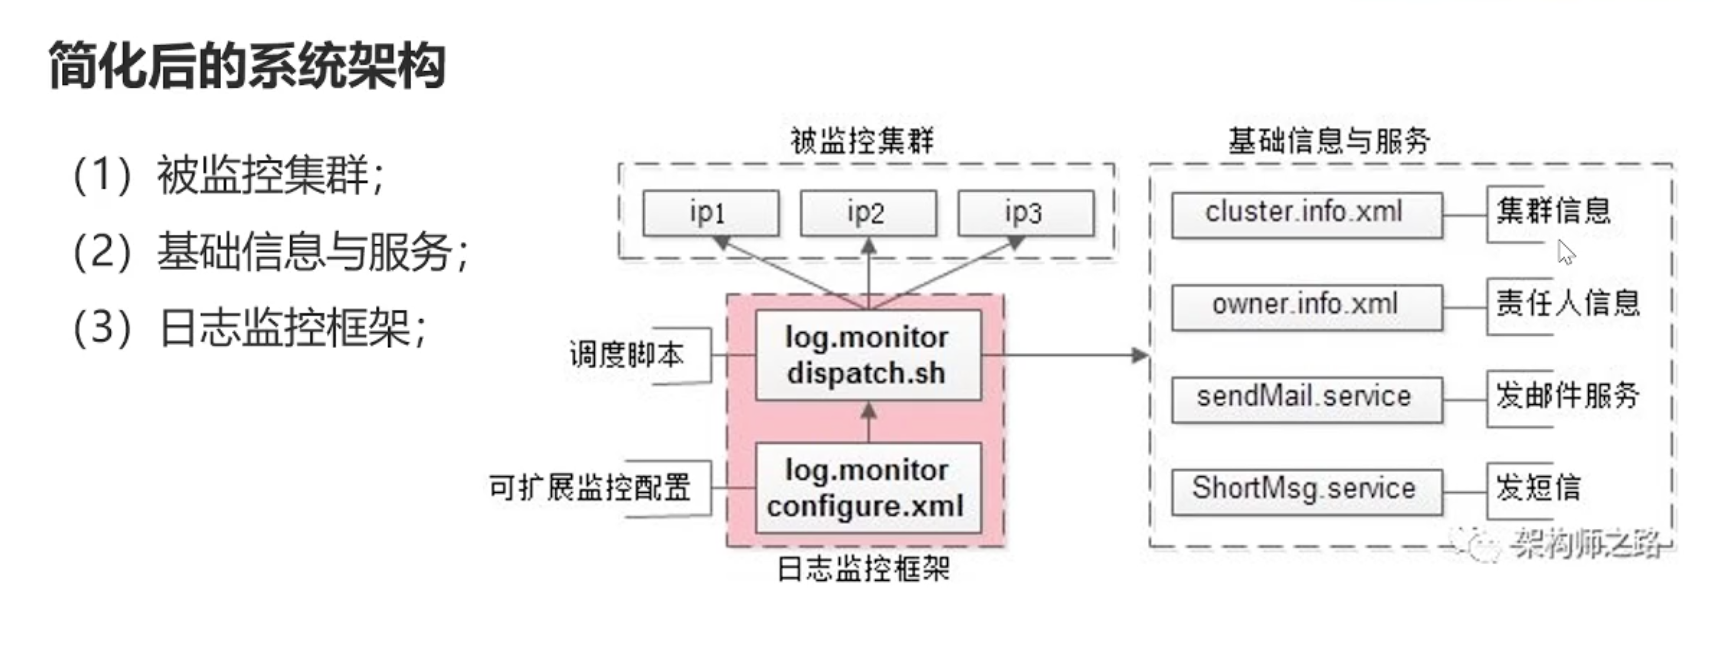 简化后的系统架构
（1）被监控集群；
（2）基础信息与服务；
（3）日志监控框架；
被监控集群
ip1
ip2
ip3
调度脚本
log.monitor
dispatch.sh
可扩展监控配置
log.monitor
configure.xml
日志监控框架
基础信息与服务
cluster.info.xml
集群信息
owner.info.xml
责任人信息
sendMail.service
发邮件服务
ShortMsg.service
发短信
架构师之路